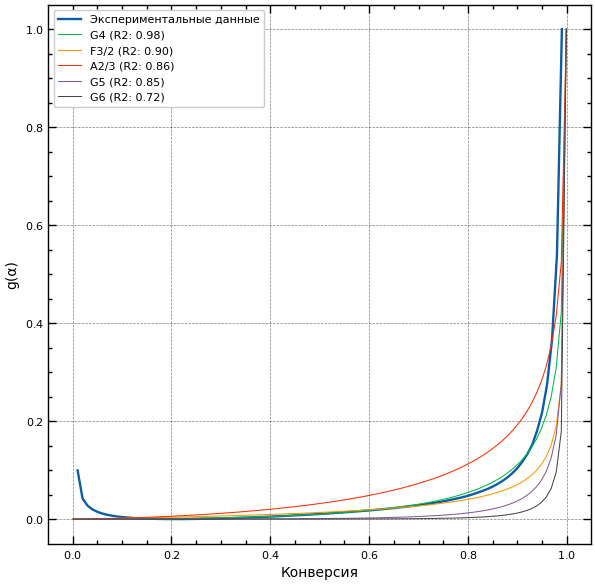 Экспериментальные данные
G4 (R2: 0.98)
F3/2 (R2: 0.90)
A2/3 (R2: 0.86)
G5 (R2: 0.85)
G6 (R2: 0.72)
1.0
0.8
0.6
0.4
0.2
0.0
g(α)
0.0 0.2 0.4 0.6 0.8 1.0
Конверсия